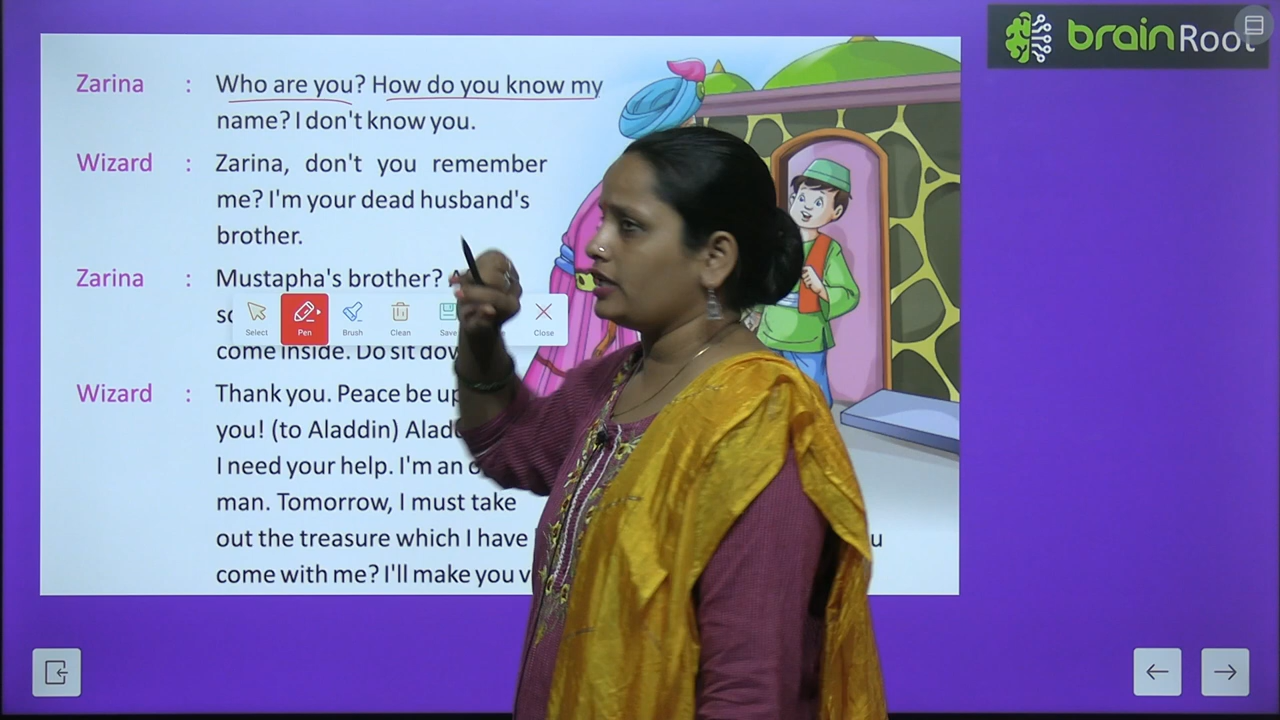 brainRoot
Zarina : Who are you? How do you know my
name? I don't know you.
Wizard : Zarina, don't you remember
me? I'm your dead husband's
brother.
Zarina : Mustapha's brother?
Select Pen Brush Clean Save Close
come inside. Do sit
Wizard : Thank you. Peace be
you! (to Aladdin)
I need your help. I'm an
man. Tomorrow, I must take
out the treasure which I have
come with me? I'll make you